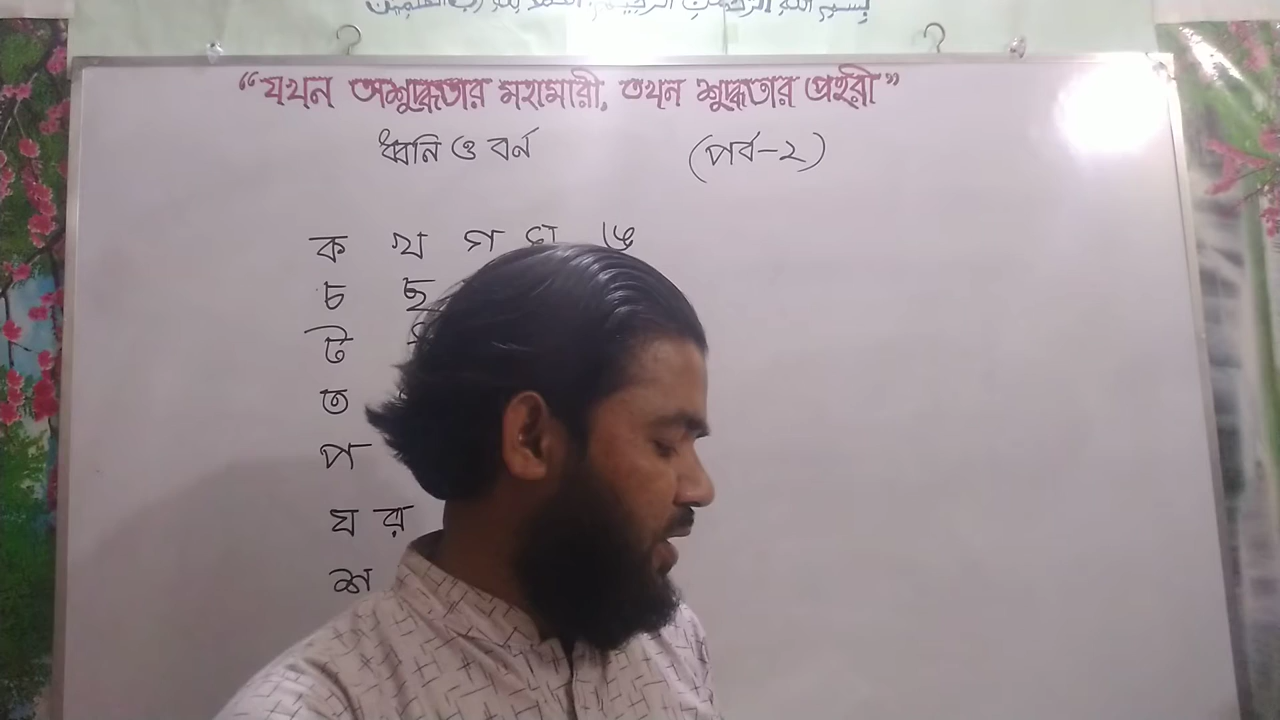 “যখন অশুদ্ধতার মহামারী, তখন শুদ্ধতার প্রহরী”
ধ্বনি ও বর্ন (পর্ব-২)
ক খ গ ঘ ঙ
চ ছ
ট
ত
প
য র
শ